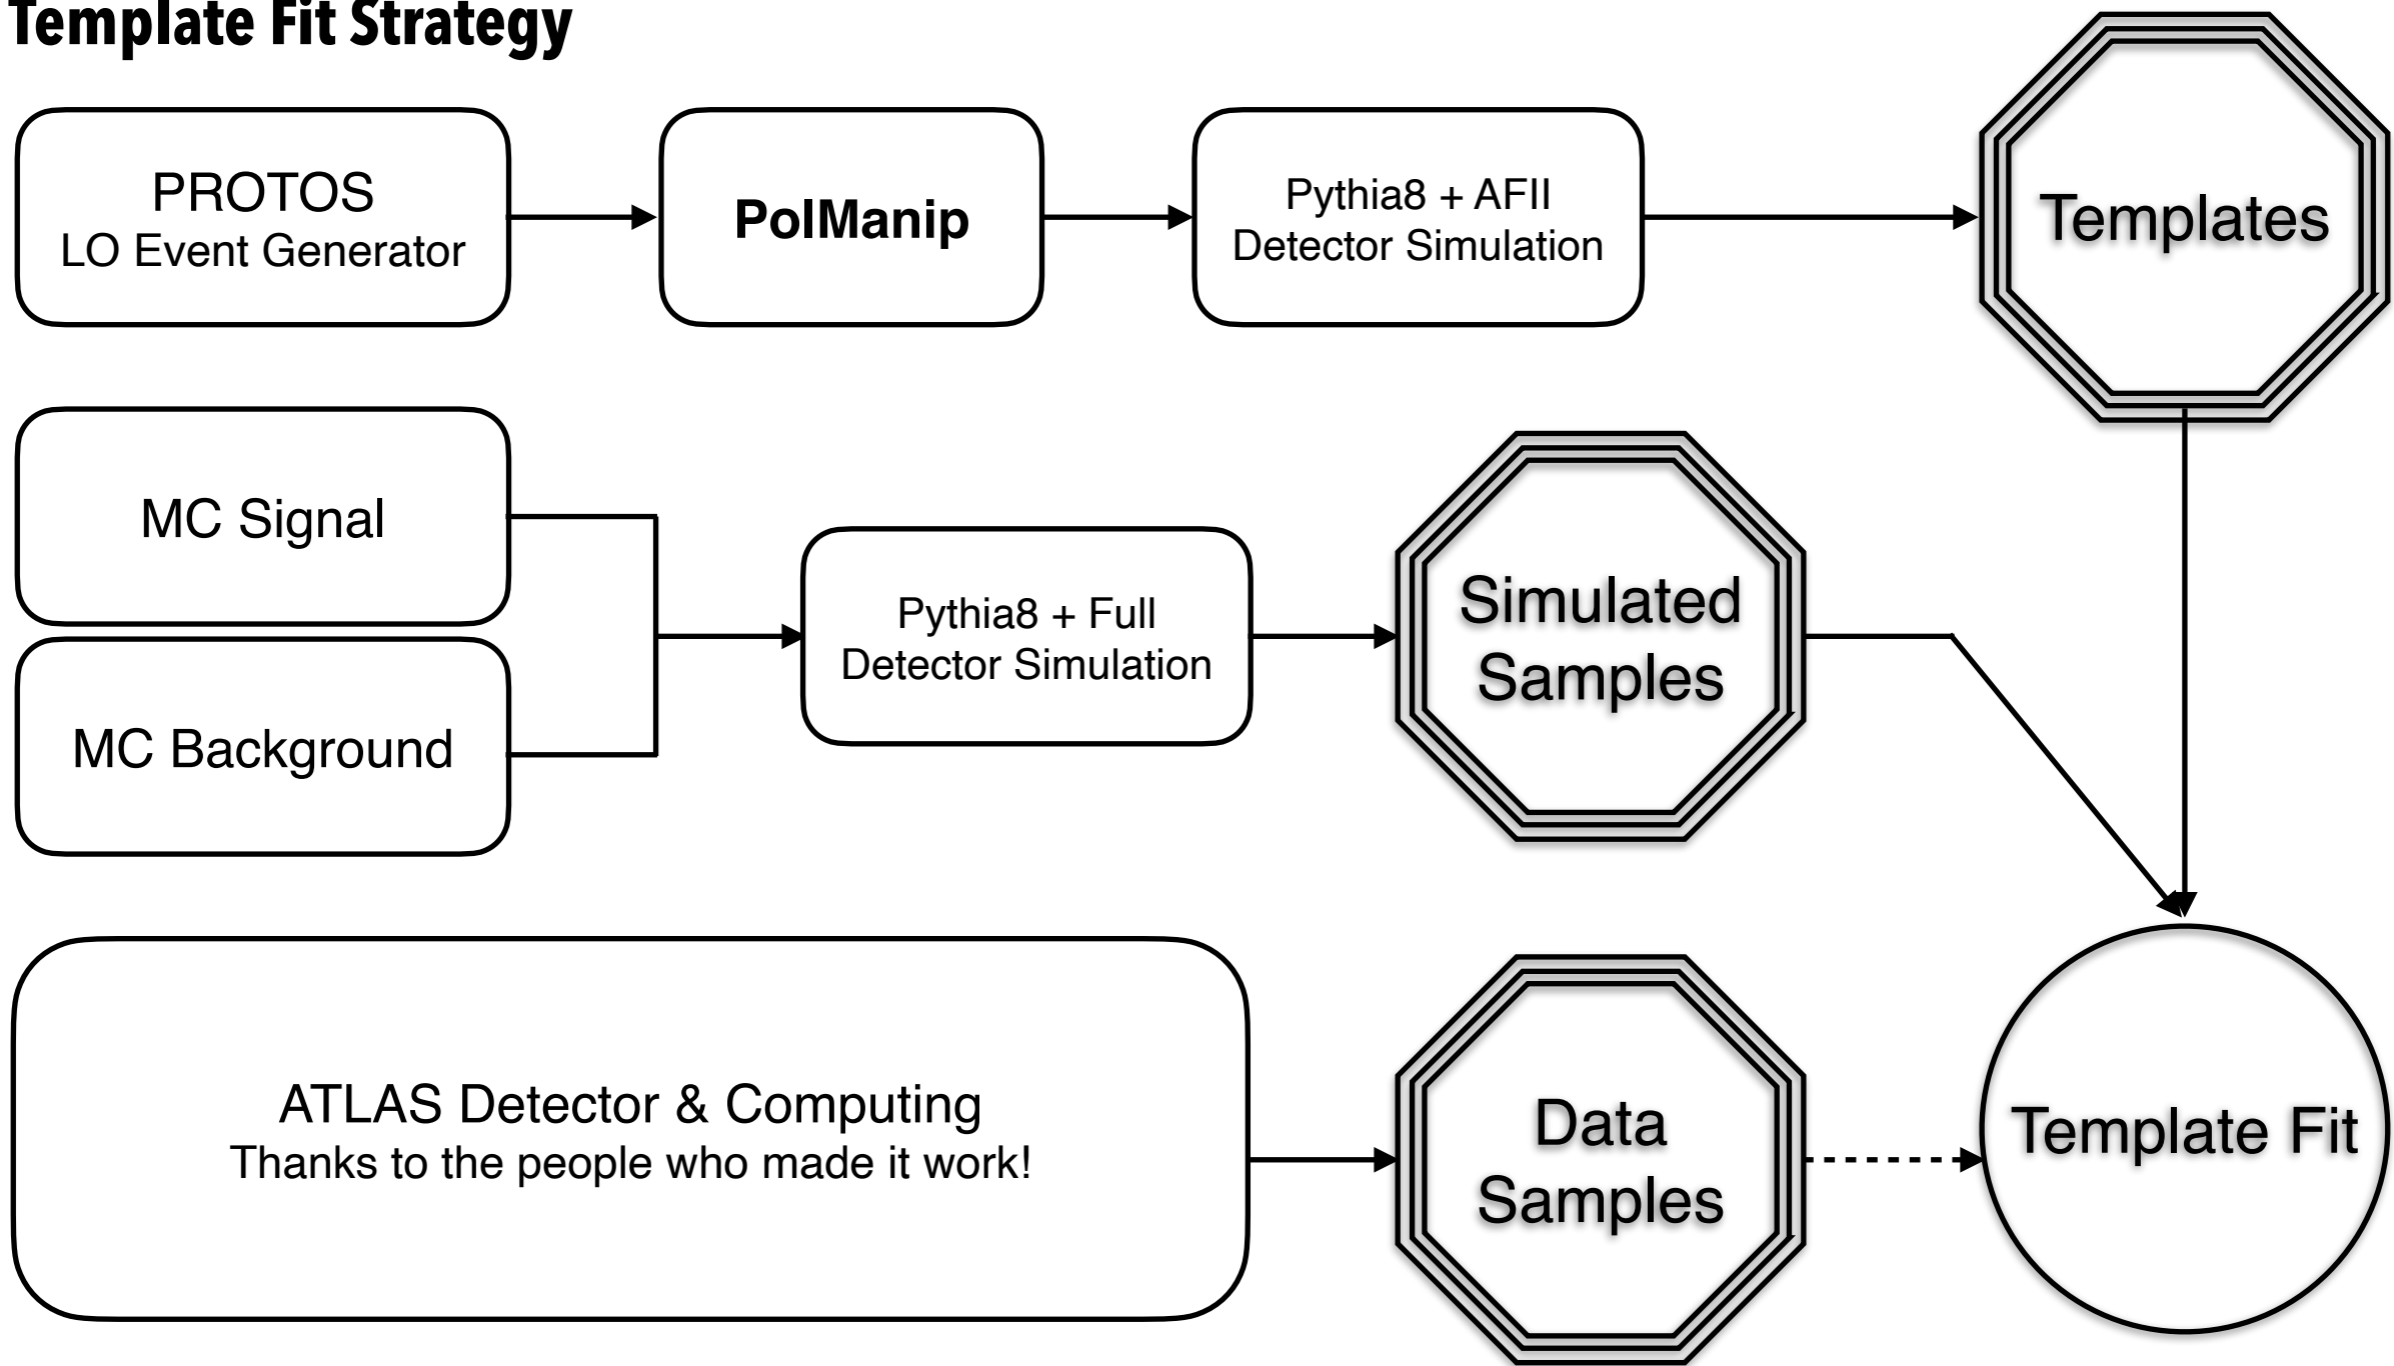 Template Fit Strategy
PROTOS
LO Event Generator
PolManip
Pythia8 + AFII
Detector Simulation
Templates
MC Signal
MC Background
Pythia8 + Full
Detector Simulation
Simulated
Samples
ATLAS Detector & Computing
Thanks to the people who made it work!
Data
Samples
Template Fit